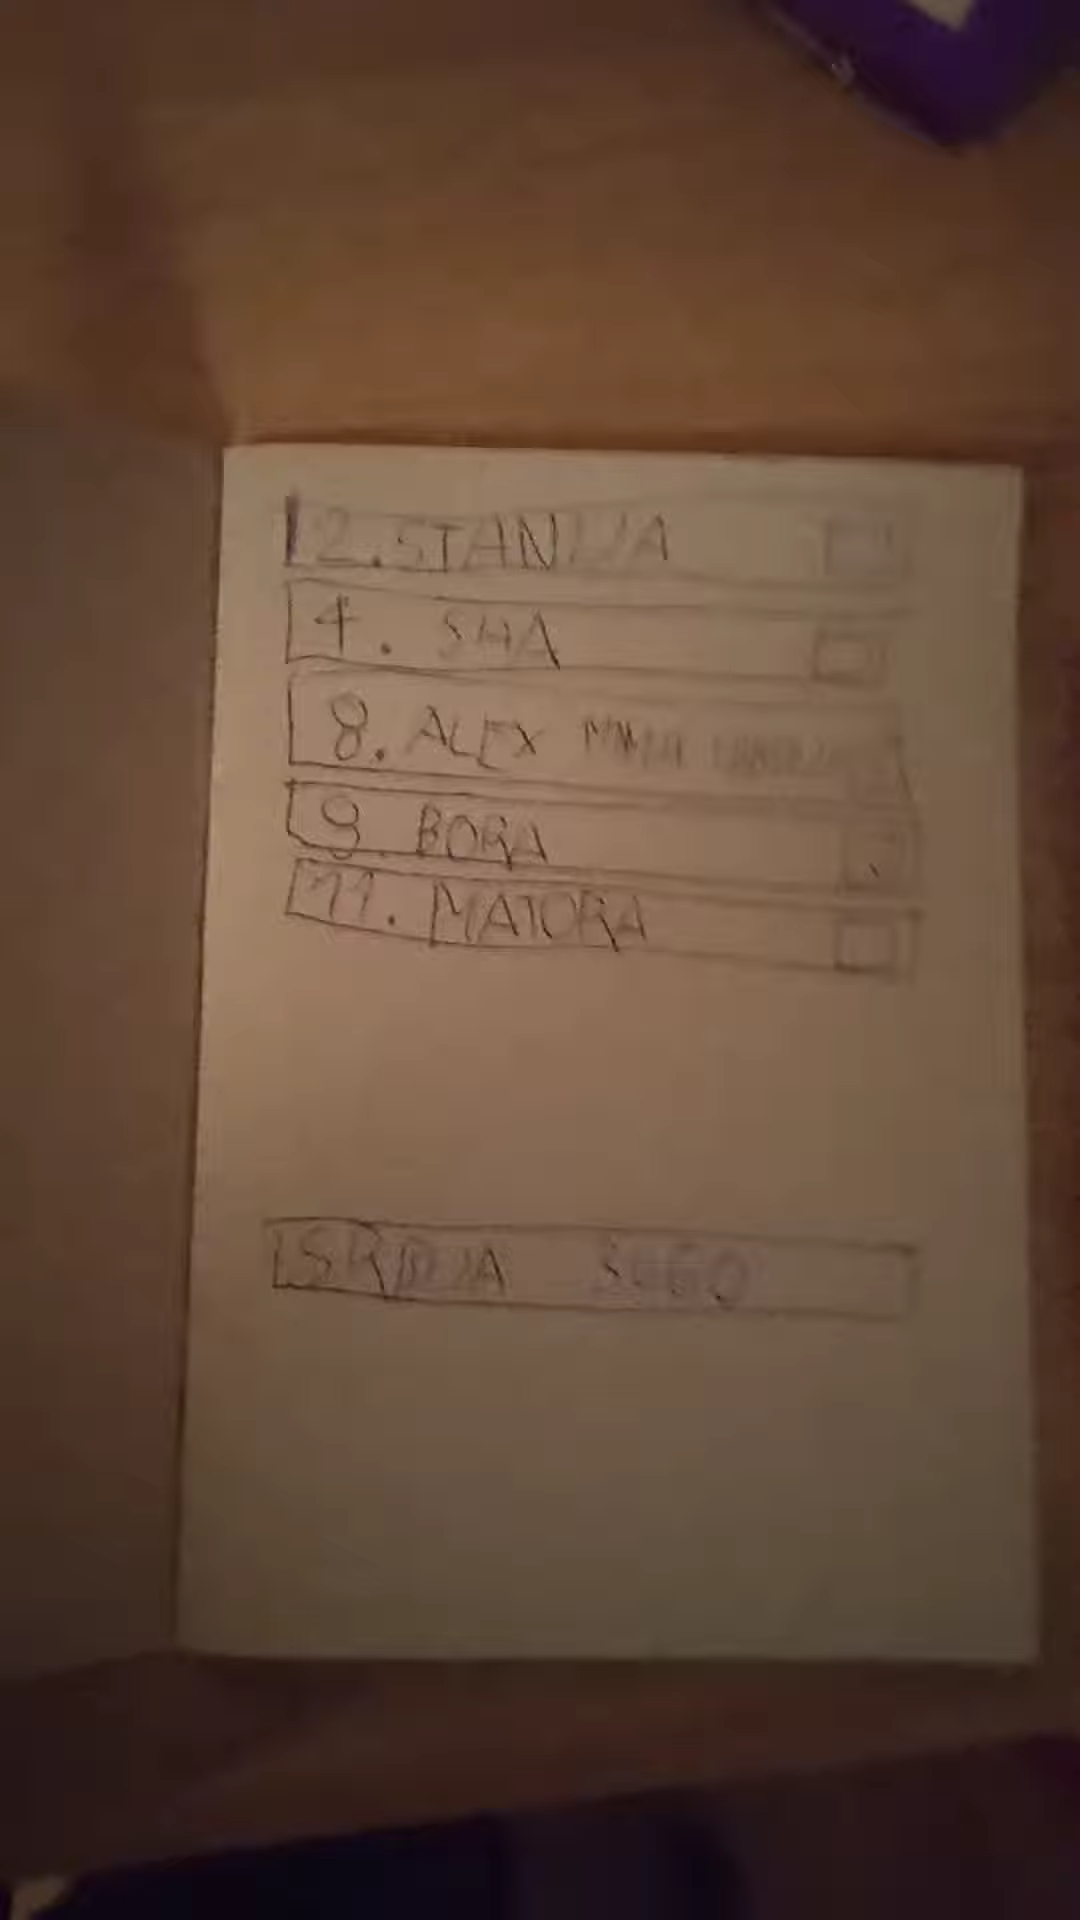 2. STANIJA
4. SHA
8. ALEX
9. BORA
11. MATORA
SRBIJA